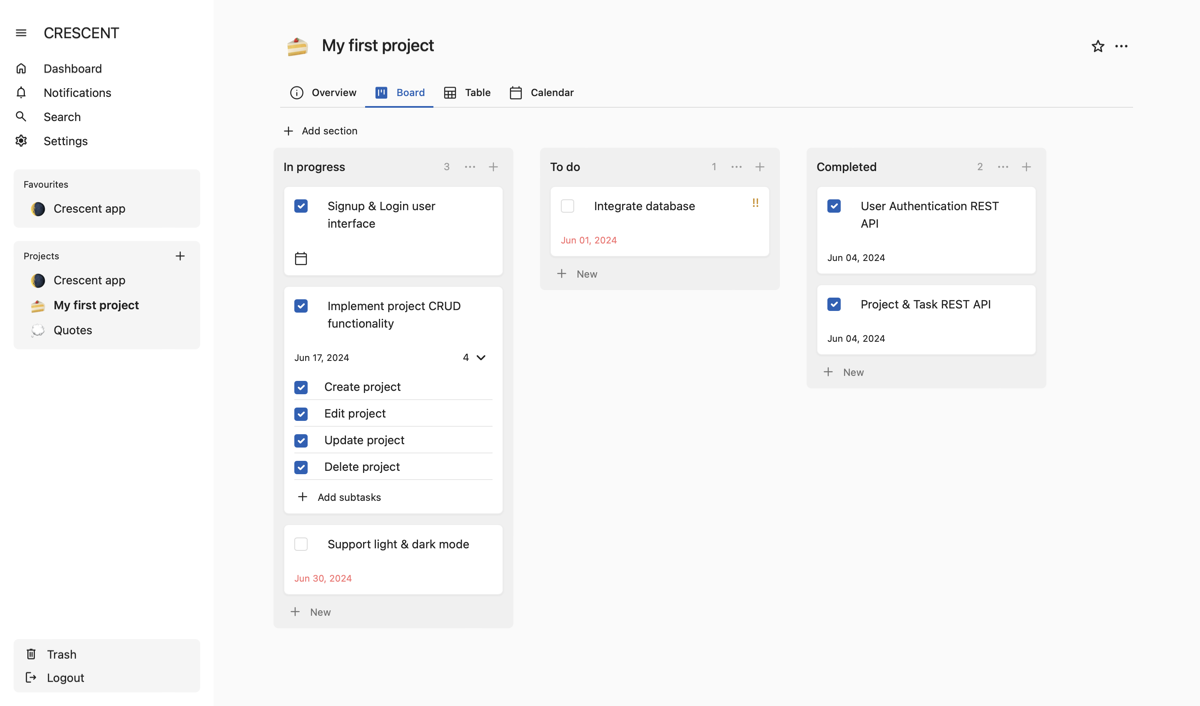 CRESCENT
Dashboard
Notifications
Search
Settings
Favourites
Crescent app
Projects
Crescent app
My first project
Quotes
Trash
Logout
My first project
Overview
Board
Table
Calendar
Add section
In progress 3
Signup & Login user
interface
Implement project CRUD
functionality
Jun 17, 2024 4
Create project
Edit project
Update project
Delete project
Add subtasks
Support light & dark mode
Jun 30, 2024
New
To do 1
Integrate database !!
Jun 01, 2024
New
Completed 2
User Authentication REST
API
Jun 04, 2024
Project & Task REST API
Jun 04, 2024
New